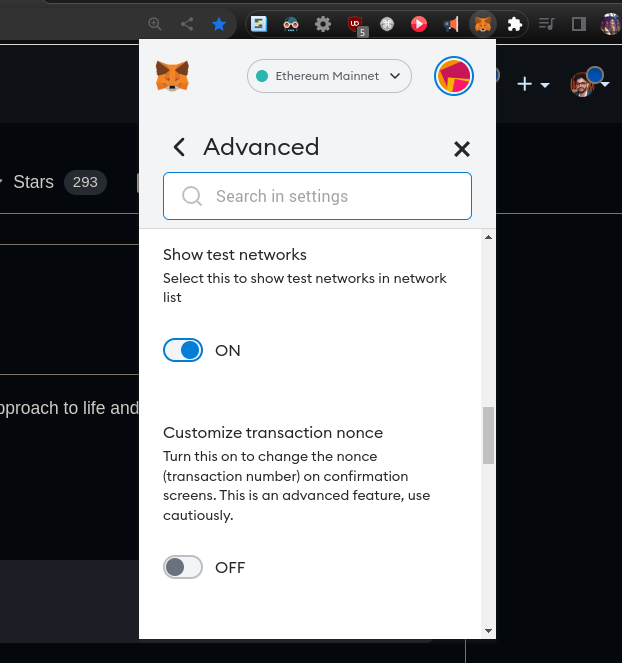 UD
5
Ethereum Mainnet
Advanced
Stars 293
Search in settings
Show test networks
Select this to show test networks in network
list
ON
pproach to life and
Customize transaction nonce
Turn this on to change the nonce
(transaction number) on confirmation
screens. This is an advanced feature, use
cautiously.
OFF